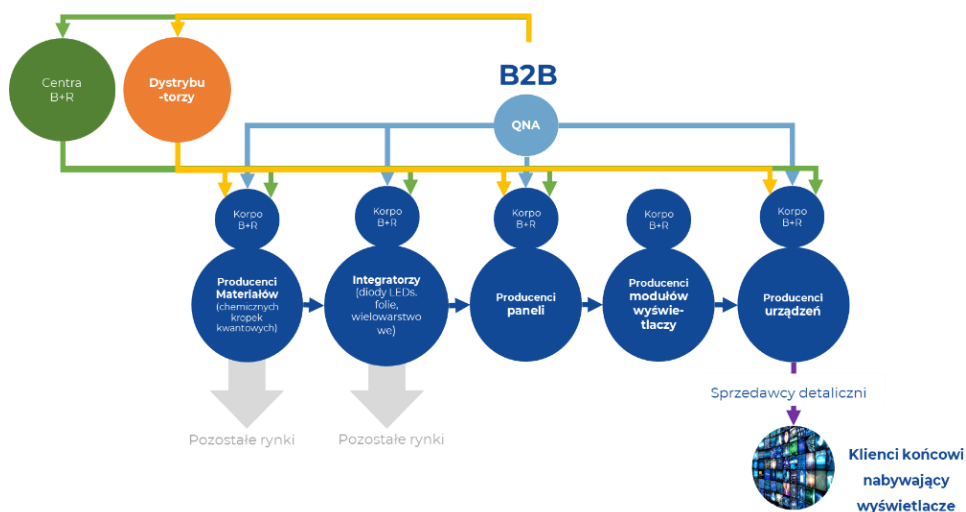 Centra
B+R
Dystrybu
-torzy
B2B
QNA
Korpo
B+R
Korpo
B+R
Korpo
B+R
Korpo
B+R
Korpo
B+R
Producenci
Materiałów
(chemicznych
kropek
kwantowych)
Integratorzy
(diody LEDs.
folie,
wielowarstwo
we)
Producenci
paneli
Producenci
modułów
wyświe-
tlaczy
Producenci
urządzeń
Pozostałe rynki
Pozostałe rynki
Sprzedawcy detaliczni
Klienci końcowi
nabywający
wyświetlacze